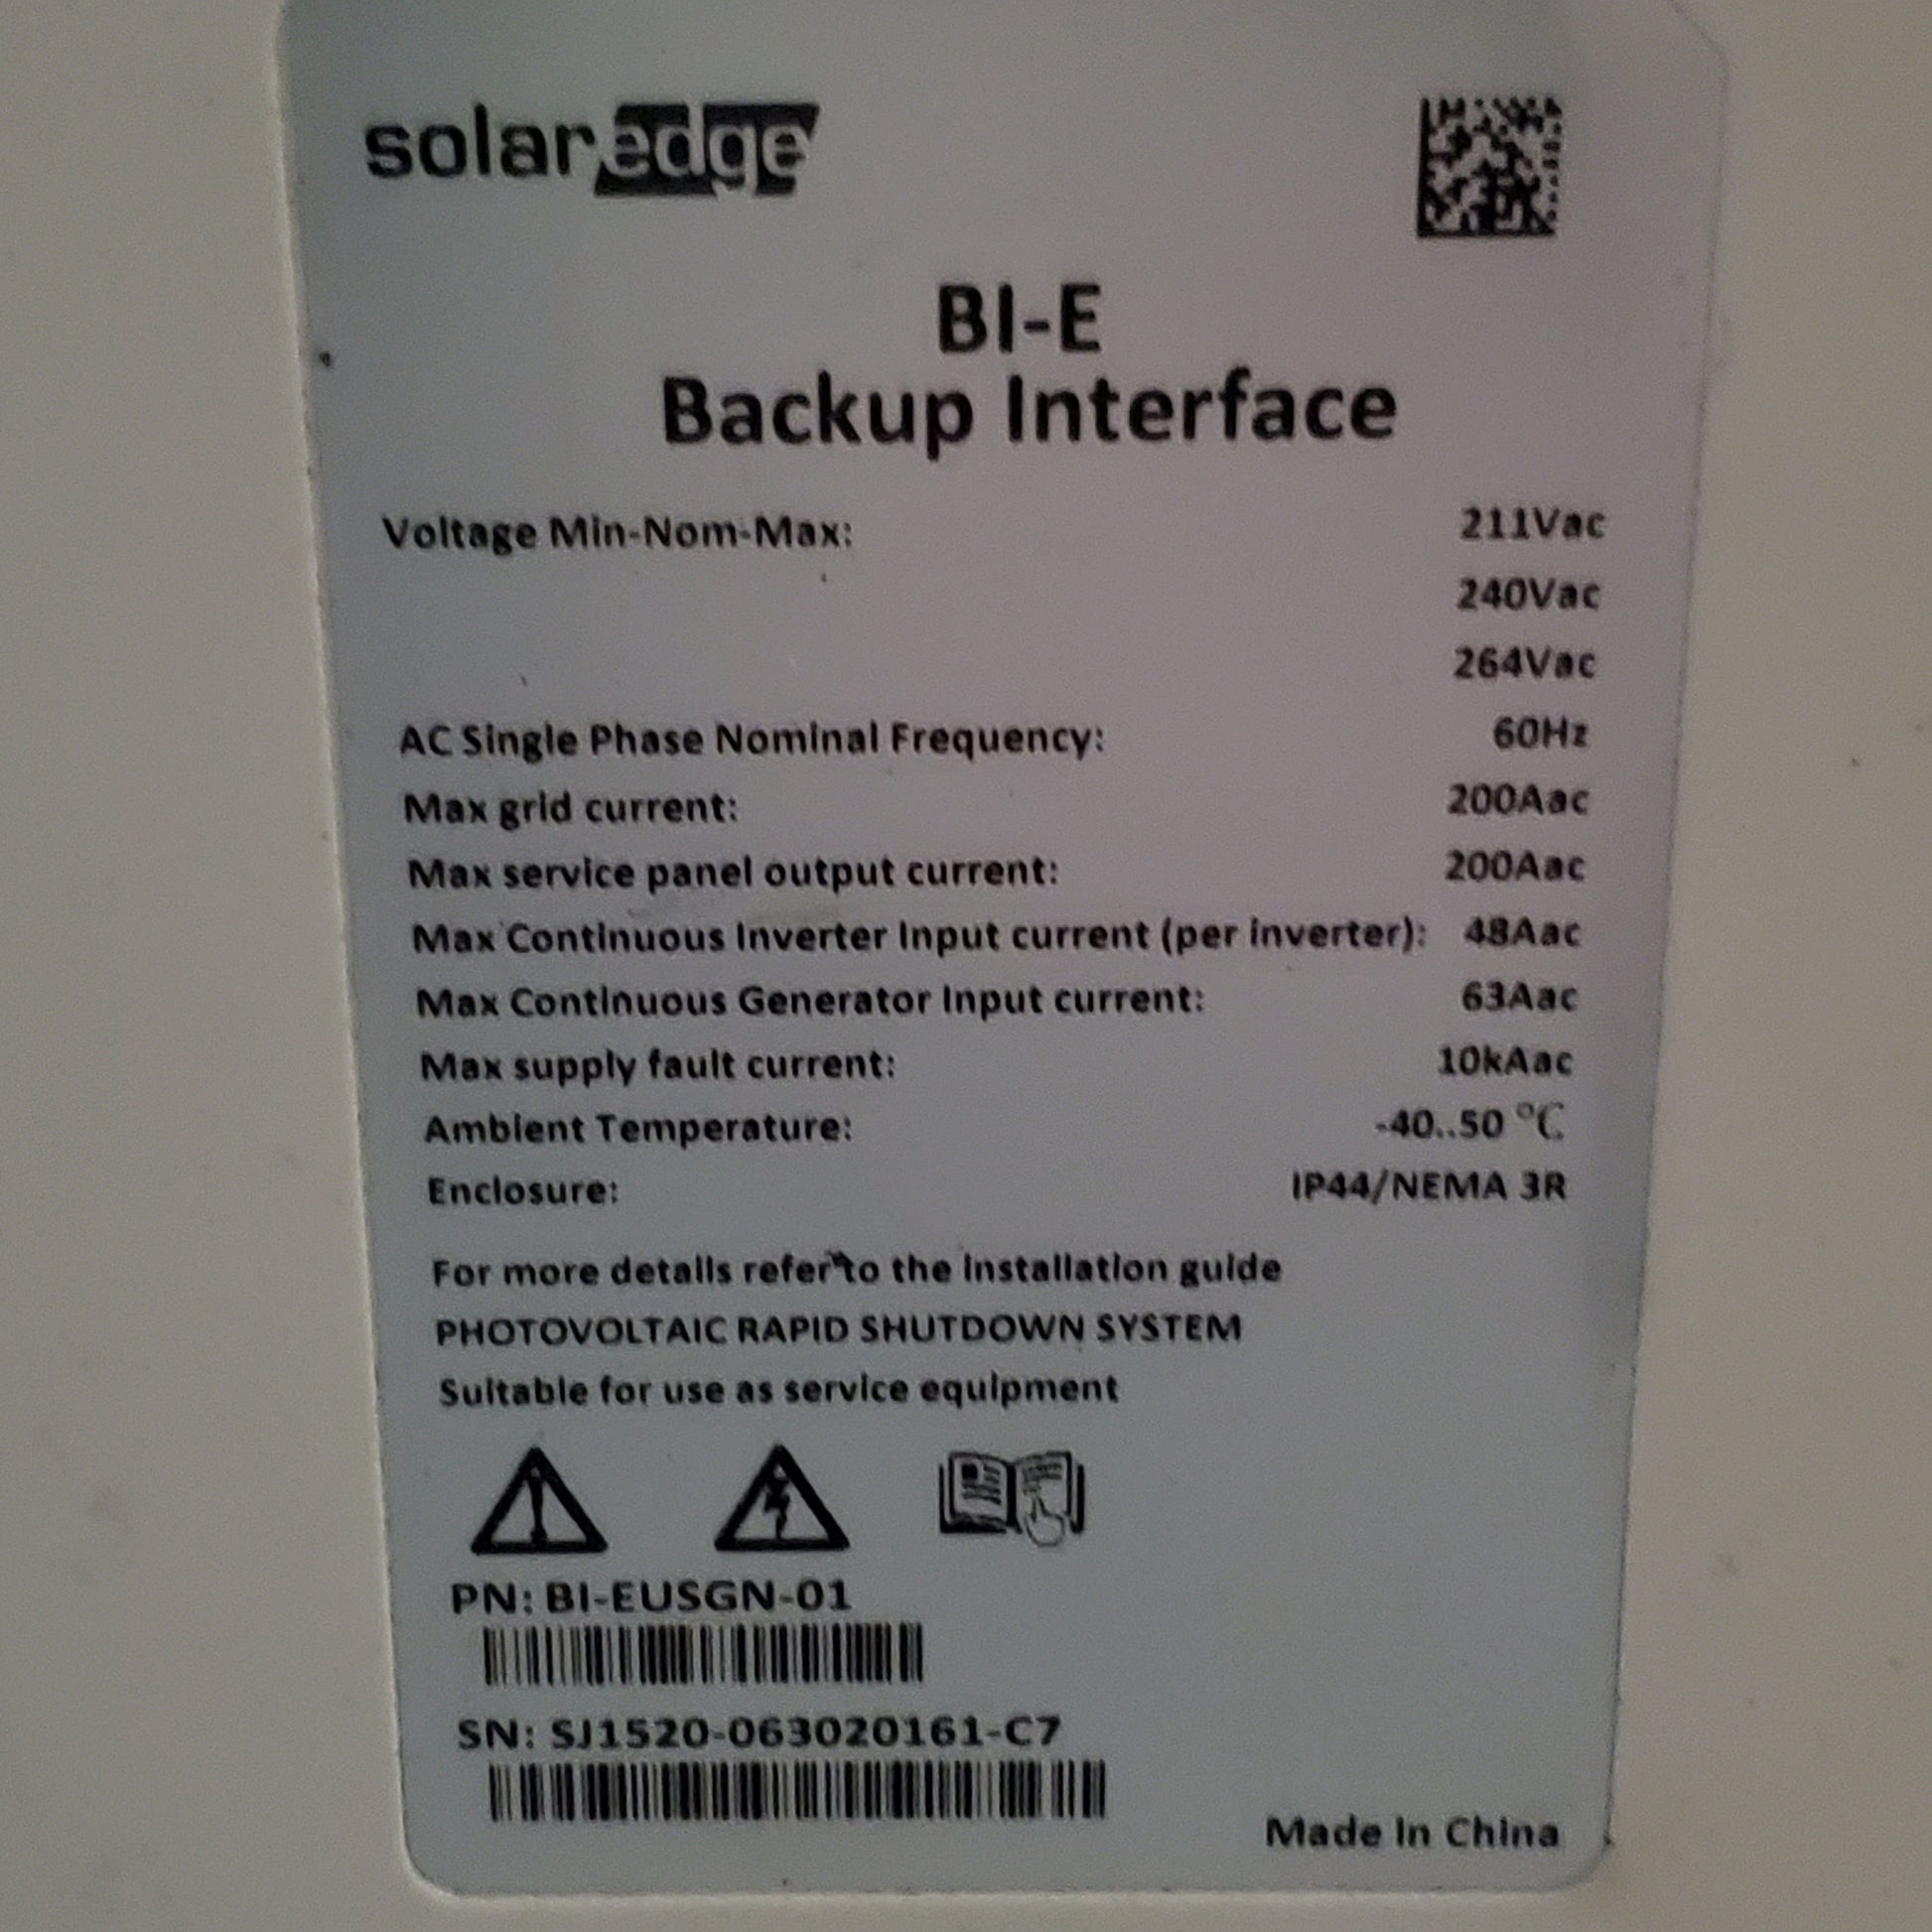 solaredge
BI-E
Backup Interface
Voltage Min-Nom-Max: 211Vac
240Vac
264Vac
AC Single Phase Nominal Frequency: 60Hz
Max grid current: 200Aac
Max service panel output current: 200Aac
Max Continuous Inverter Input current (per inverter): 48Aac
Max Continuous Generator Input current: 63Aac
Max supply fault current: 10kAac
Ambient Temperature: -40..50 °C
Enclosure: IP44/NEMA 3R
For more details refer to the installation guide
PHOTOVOLTAIC RAPID SHUTDOWN SYSTEM
Suitable for use as service equipment
PN: BI-EUSGN-01
SN: SJ1520-063020161-C7
Made in China